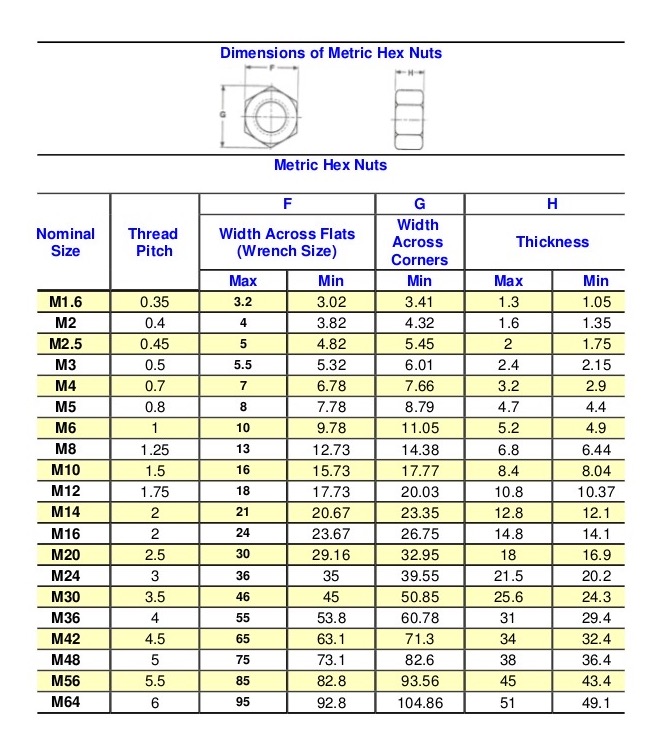 Dimensions of Metric Hex Nuts
F
H
G
Metric Hex Nuts
F G H
Nominal Size Thread Pitch Width Across Flats (Wrench Size) Width Across Corners Thickness
Max Min Min Max Min
M1.6 0.35 3.2 3.02 3.41 1.3 1.05
M2 0.4 4 3.82 4.32 1.6 1.35
M2.5 0.45 5 4.82 5.45 2 1.75
M3 0.5 5.5 5.32 6.01 2.4 2.15
M4 0.7 7 6.78 7.66 3.2 2.9
M5 0.8 8 7.78 8.79 4.7 4.4
M6 1 10 9.78 11.05 5.2 4.9
M8 1.25 13 12.73 14.38 6.8 6.44
M10 1.5 16 15.73 17.77 8.4 8.04
M12 1.75 18 17.73 20.03 10.8 10.37
M14 2 21 20.67 23.35 12.8 12.1
M16 2 24 23.67 26.75 14.8 14.1
M20 2.5 30 29.16 32.95 18 16.9
M24 3 36 35 39.55 21.5 20.2
M30 3.5 46 45 50.85 25.6 24.3
M36 4 55 53.8 60.78 31 29.4
M42 4.5 65 63.1 71.3 34 32.4
M48 5 75 73.1 82.6 38 36.4
M56 5.5 85 82.8 93.56 45 43.4
M64 6 95 92.8 104.86 51 49.1